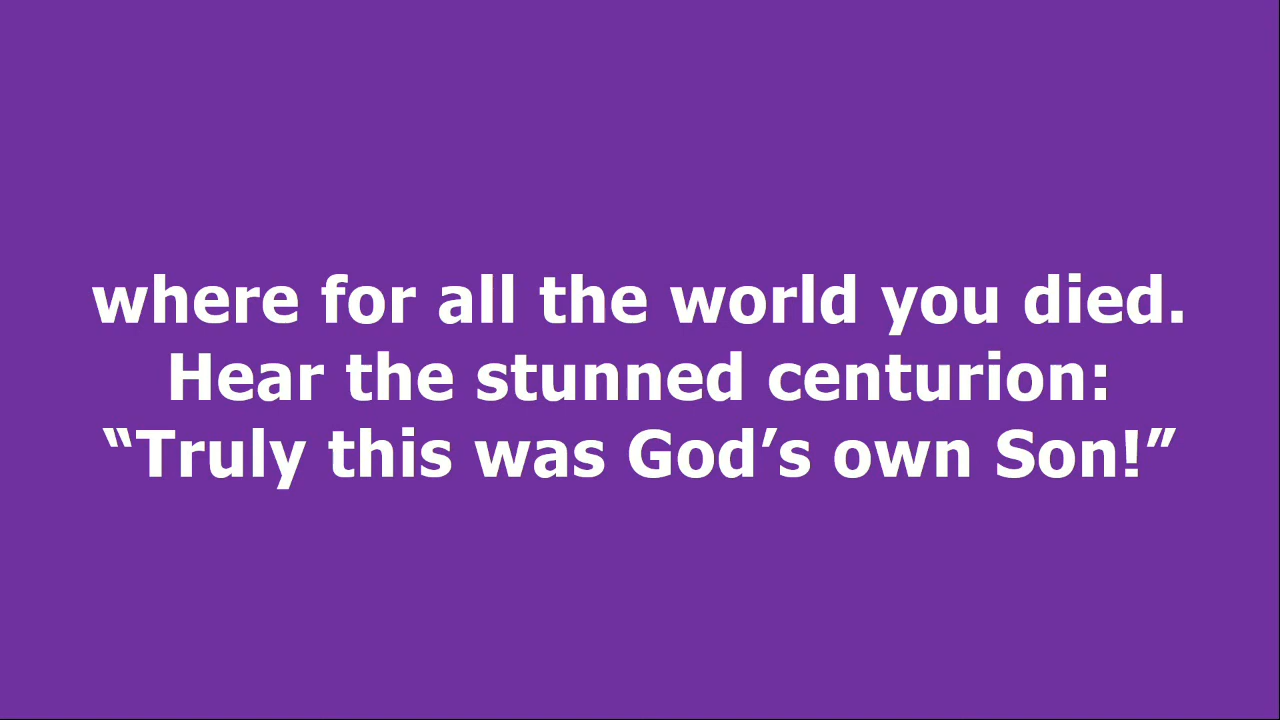 where for all the world you died.
Hear the stunned centurion:
“Truly this was God’s own Son!”